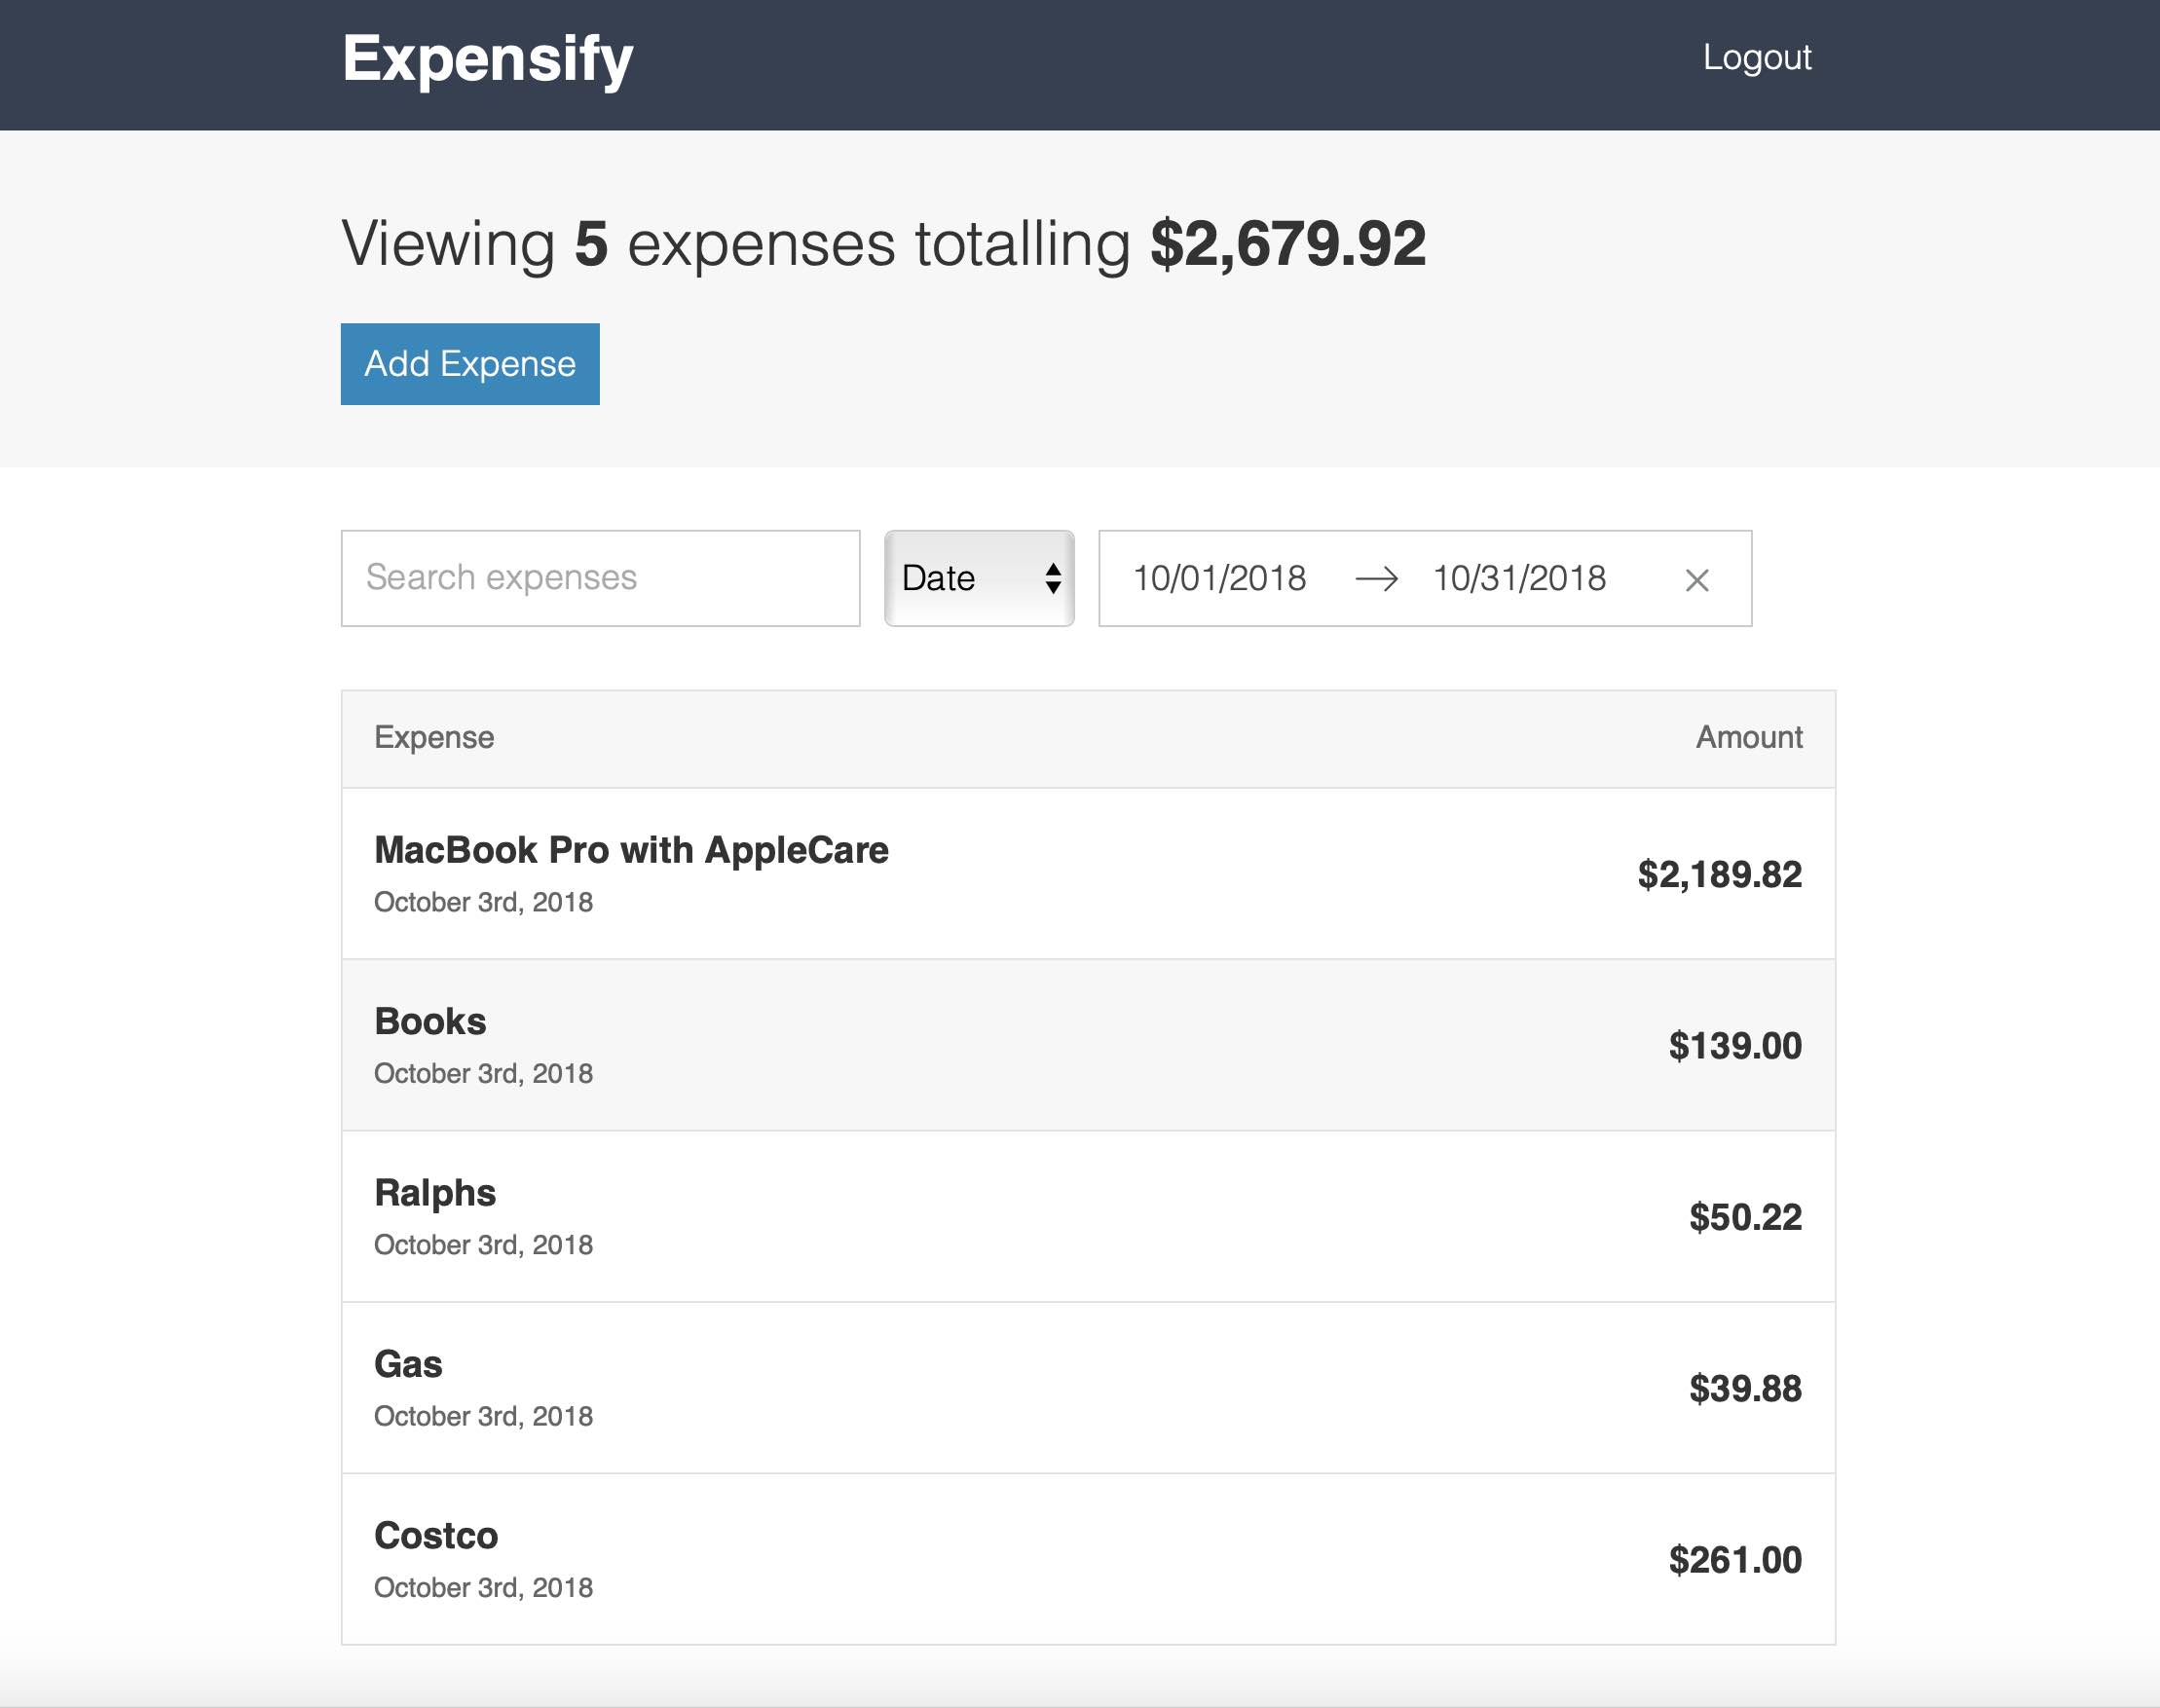 Expensify
Logout
Viewing 5 expenses totalling $2,679.92
Add Expense
Search expenses
Date
10/01/2018 → 10/31/2018
Expense
Amount
MacBook Pro with AppleCare
October 3rd, 2018
$2,189.82
Books
October 3rd, 2018
$139.00
Ralphs
October 3rd, 2018
$50.22
Gas
October 3rd, 2018
$39.88
Costco
October 3rd, 2018
$261.00